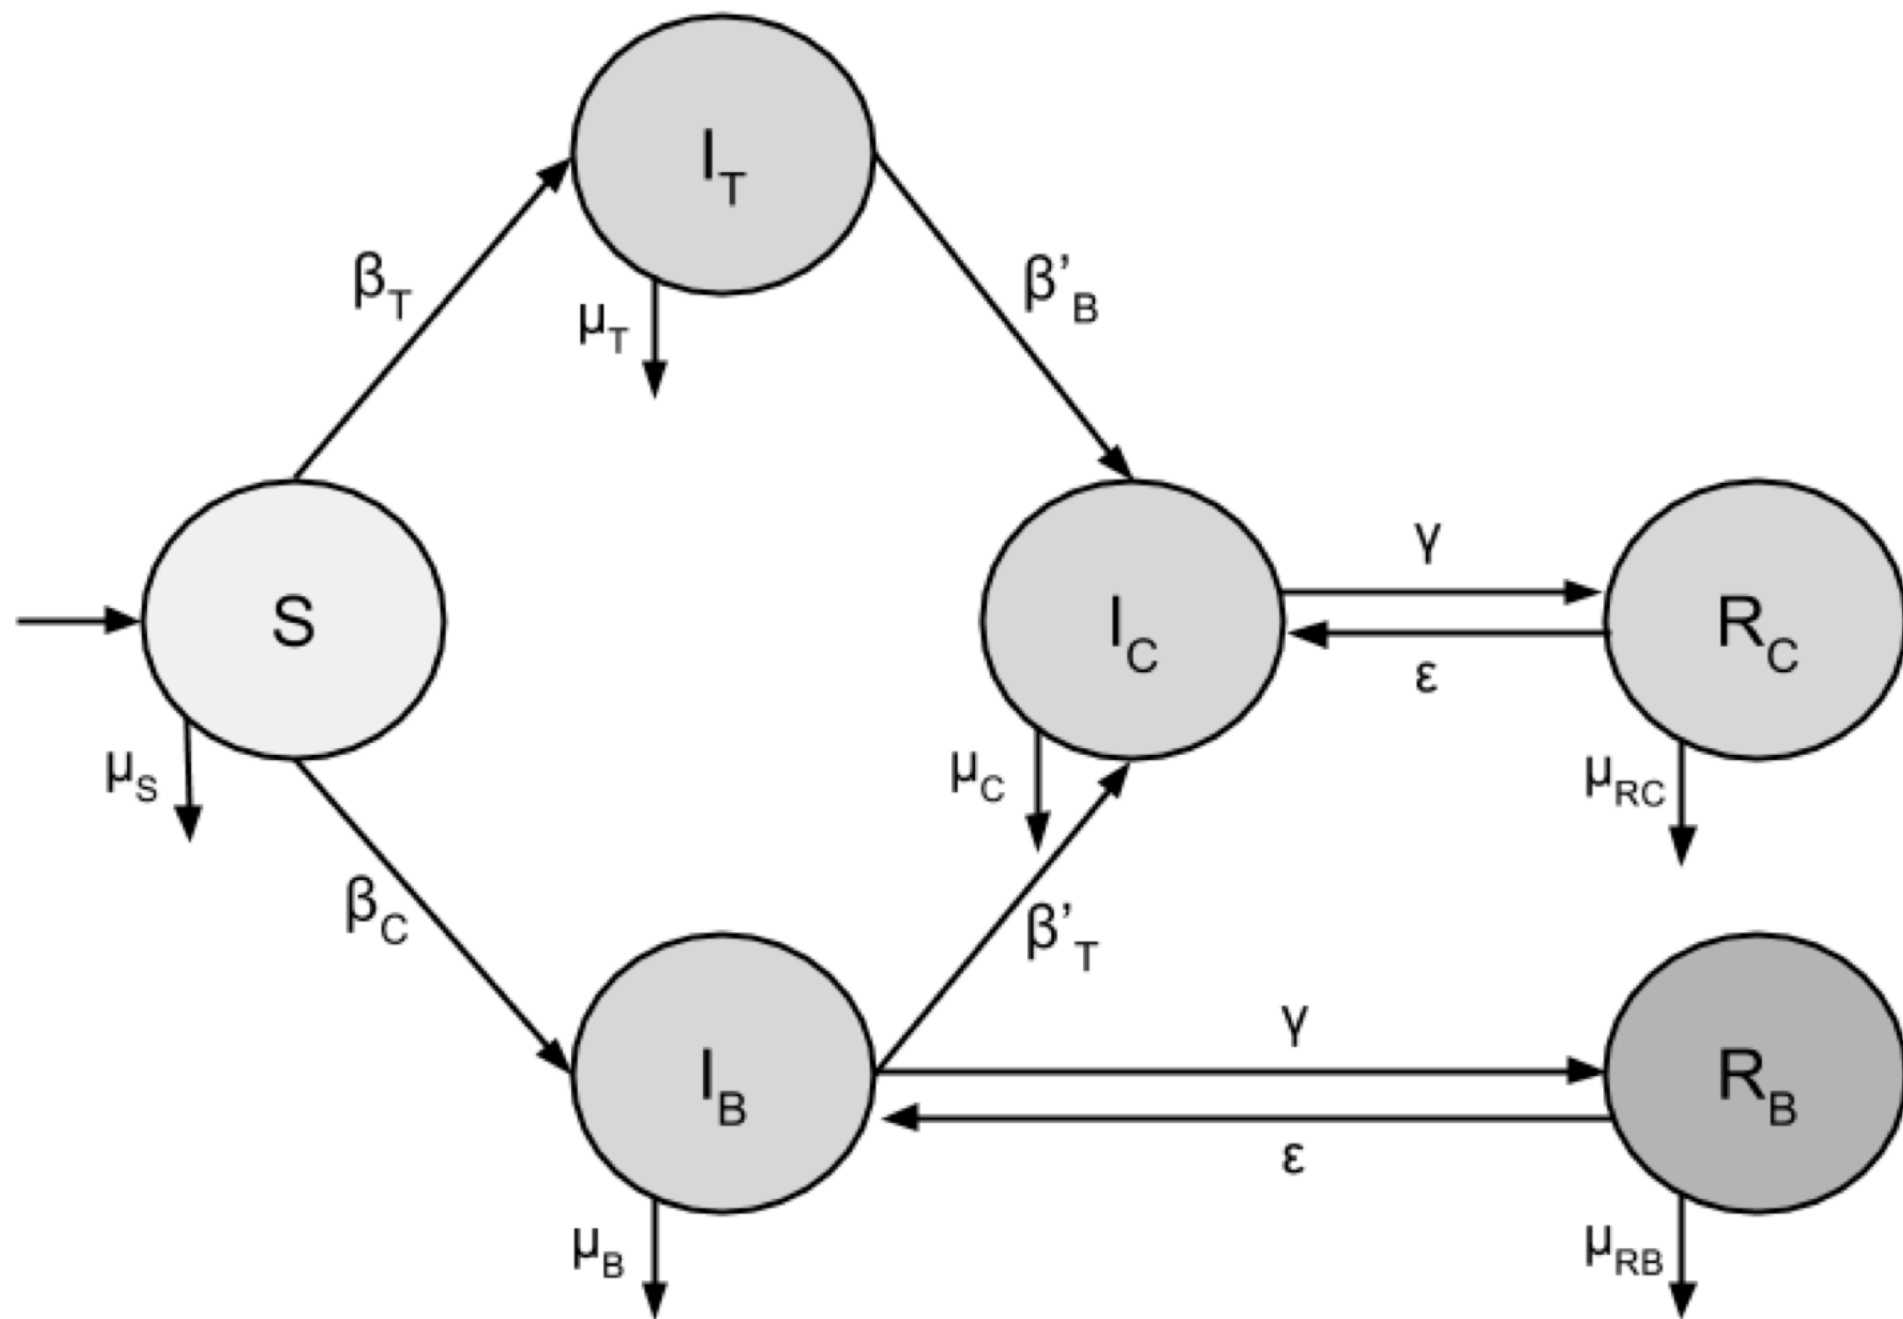 I_T
β_T
β'_B
μ_T
S
I_C
γ
ε
R_C
μ_S
μ_C
μ_RC
β_C
β'_T
I_B
γ
ε
R_B
μ_B
μ_RB